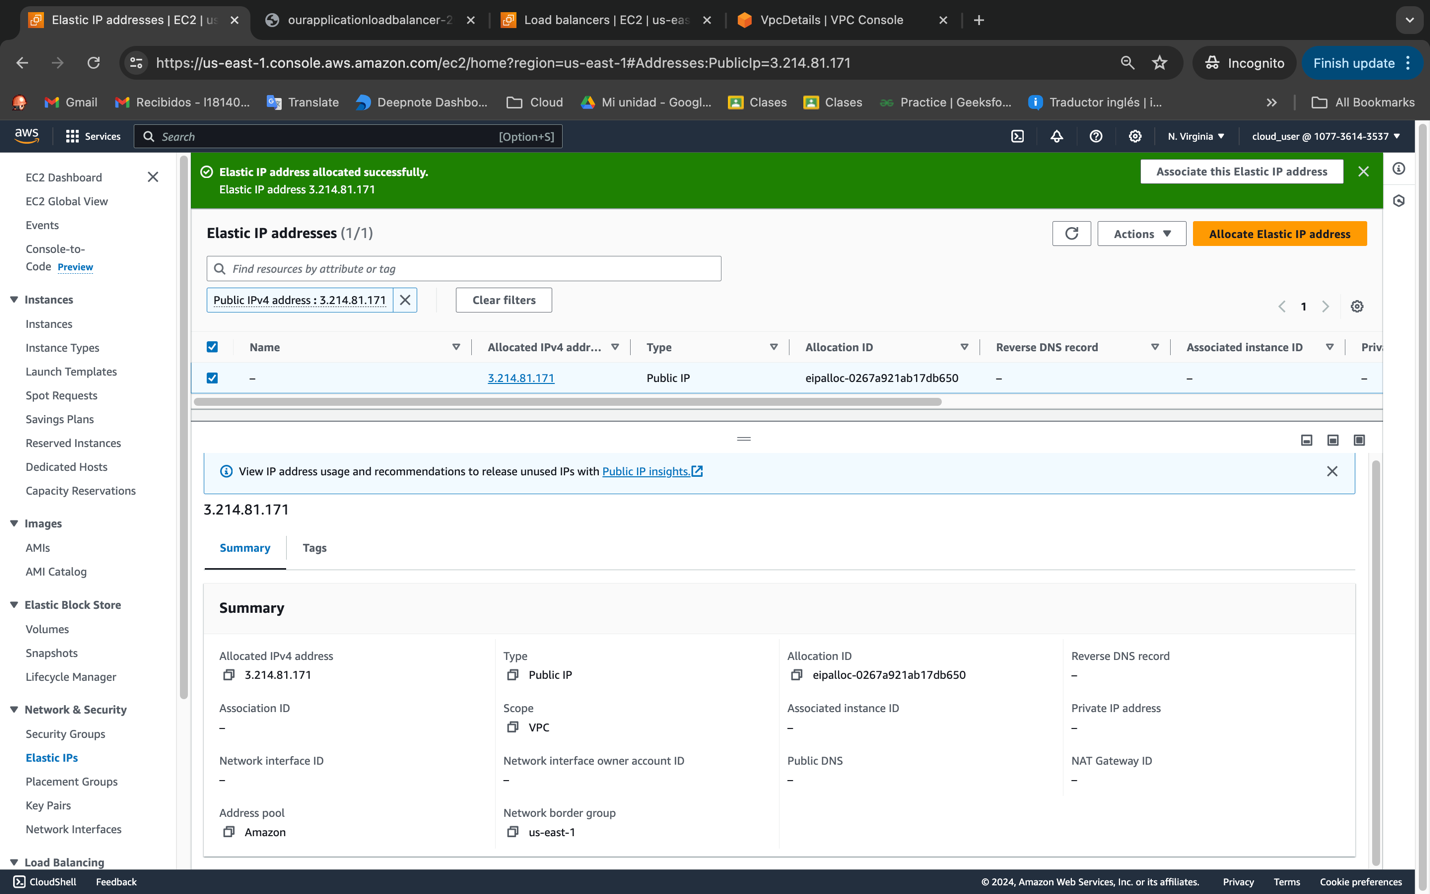 Elastic IP addresses | EC2 | us
ourapplicationloadbalancer-2
Load balancers | EC2 | us-eas
VpcDetails | VPC Console
https://us-east-1.console.aws.amazon.com/ec2/home?region=us-east-1#Addresses:PublicIp=3.214.81.171
Incognito
Finish update
Gmail
Recibidos - l18140...
Translate
Deepnote Dashbo...
Cloud
Mi unidad - Googl...
Clases
Clases
Practice | Geeksfo...
Traductor inglés | i...
All Bookmarks
aws
Services
Search
[Option+S]
N. Virginia
cloud_user @ 1077-3614-3537
EC2 Dashboard
EC2 Global View
Events
Console-to-
Code Preview
Instances
Instances
Instance Types
Launch Templates
Spot Requests
Savings Plans
Reserved Instances
Dedicated Hosts
Capacity Reservations
Images
AMIs
AMI Catalog
Elastic Block Store
Volumes
Snapshots
Lifecycle Manager
Network & Security
Security Groups
Elastic IPs
Placement Groups
Key Pairs
Network Interfaces
Load Balancing
Elastic IP address allocated successfully.
Elastic IP address 3.214.81.171
Associate this Elastic IP address
Elastic IP addresses (1/1)
Actions
Allocate Elastic IP address
Find resources by attribute or tag
Public IPv4 address : 3.214.81.171
Clear filters
1
Name
Allocated IPv4 addr...
Type
Allocation ID
Reverse DNS record
Associated instance ID
Priv
–
3.214.81.171
Public IP
eipalloc-0267a921ab17db650
–
–
–
View IP address usage and recommendations to release unused IPs with Public IP insights.
3.214.81.171
Summary
Tags
Summary
Allocated IPv4 address
3.214.81.171
Type
Public IP
Allocation ID
eipalloc-0267a921ab17db650
Reverse DNS record
–
Association ID
–
Scope
VPC
Associated instance ID
–
Private IP address
–
Network interface ID
–
Network interface owner account ID
–
Public DNS
–
NAT Gateway ID
–
Address pool
Amazon
Network border group
us-east-1
CloudShell
Feedback
© 2024, Amazon Web Services, Inc. or its affiliates.
Privacy
Terms
Cookie preferences